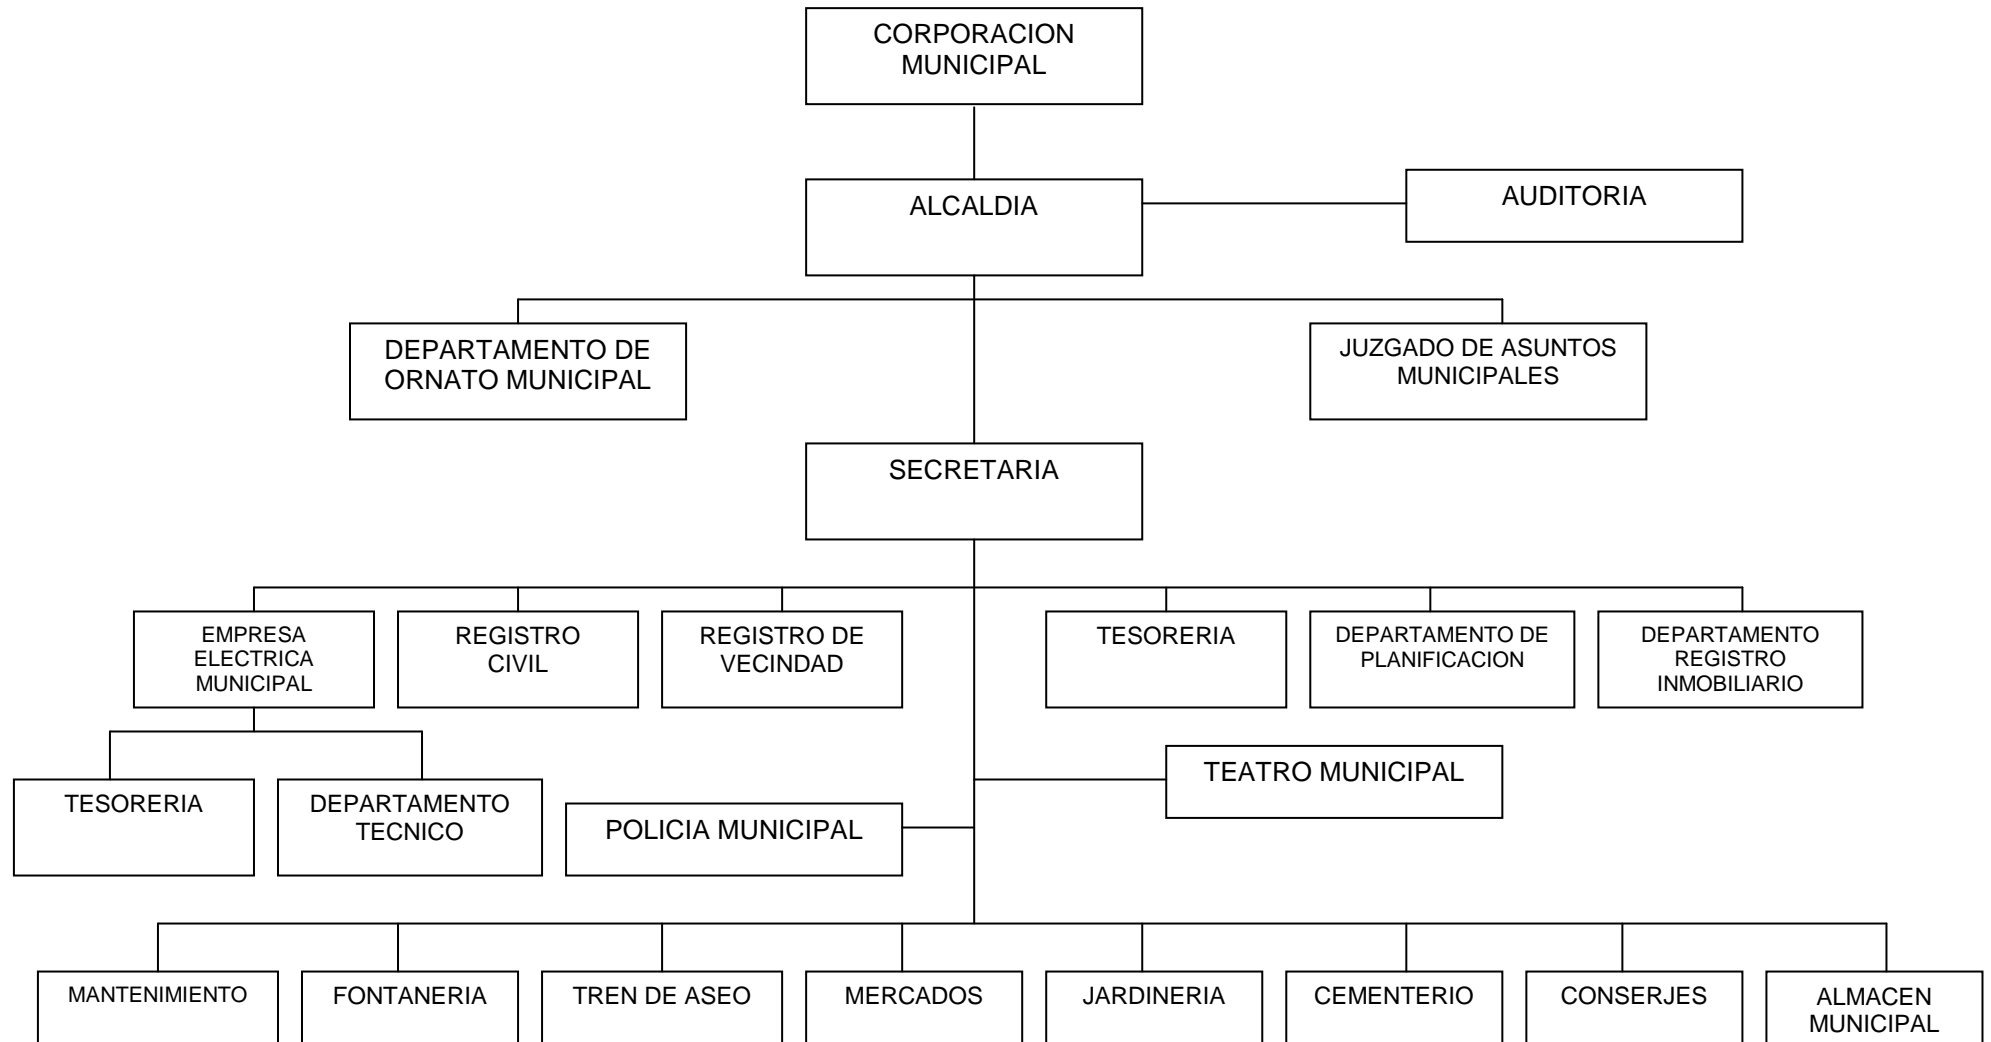 CORPORACION
MUNICIPAL
ALCALDIA
AUDITORIA
DEPARTAMENTO DE
ORNATO MUNICIPAL
JUZGADO DE ASUNTOS
MUNICIPALES
SECRETARIA
EMPRESA
ELECTRICA
MUNICIPAL
REGISTRO
CIVIL
REGISTRO DE
VECINDAD
TESORERIA
DEPARTAMENTO DE
PLANIFICACION
DEPARTAMENTO
REGISTRO
INMOBILIARIO
TESORERIA
DEPARTAMENTO
TECNICO
POLICIA MUNICIPAL
TEATRO MUNICIPAL
MANTENIMIENTO
FONTANERIA
TREN DE ASEO
MERCADOS
JARDINERIA
CEMENTERIO
CONSERJES
ALMACEN
MUNICIPAL